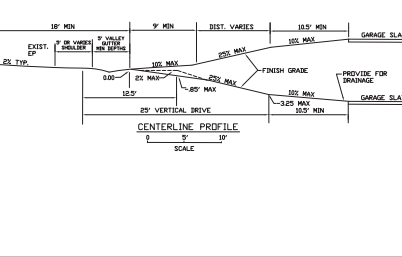 18' MIN
9' MIN
DIST. VARIES
10.5' MIN
5' OR VARIES
SHOULDER
5' VALLEY
GUTTER
MIN DEPTHS
EXIST.
EP
2% TYP.
10% MAX
25% MAX
10% MAX
GARAGE
FINISH GRADE
PROVIDE FOR
DRAINAGE
0.00
2% MAX
25% MAX
.65' MAX
12.5'
10% MAX
GARAGE
3.25 MAX
25' VERTICAL DRIVE
10.5' MIN
CENTERLINE PROFILE
0 5' 10'
SCALE